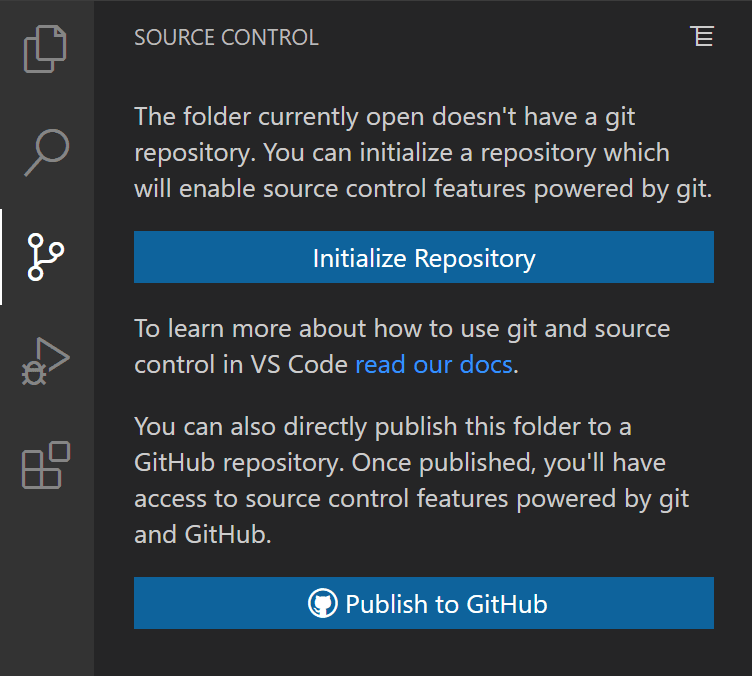 SOURCE CONTROL
The folder currently open doesn't have a git
repository. You can initialize a repository which
will enable source control features powered by git.
Initialize Repository
To learn more about how to use git and source
control in VS Code read our docs.
You can also directly publish this folder to a
GitHub repository. Once published, you'll have
access to source control features powered by git
and GitHub.
Publish to GitHub